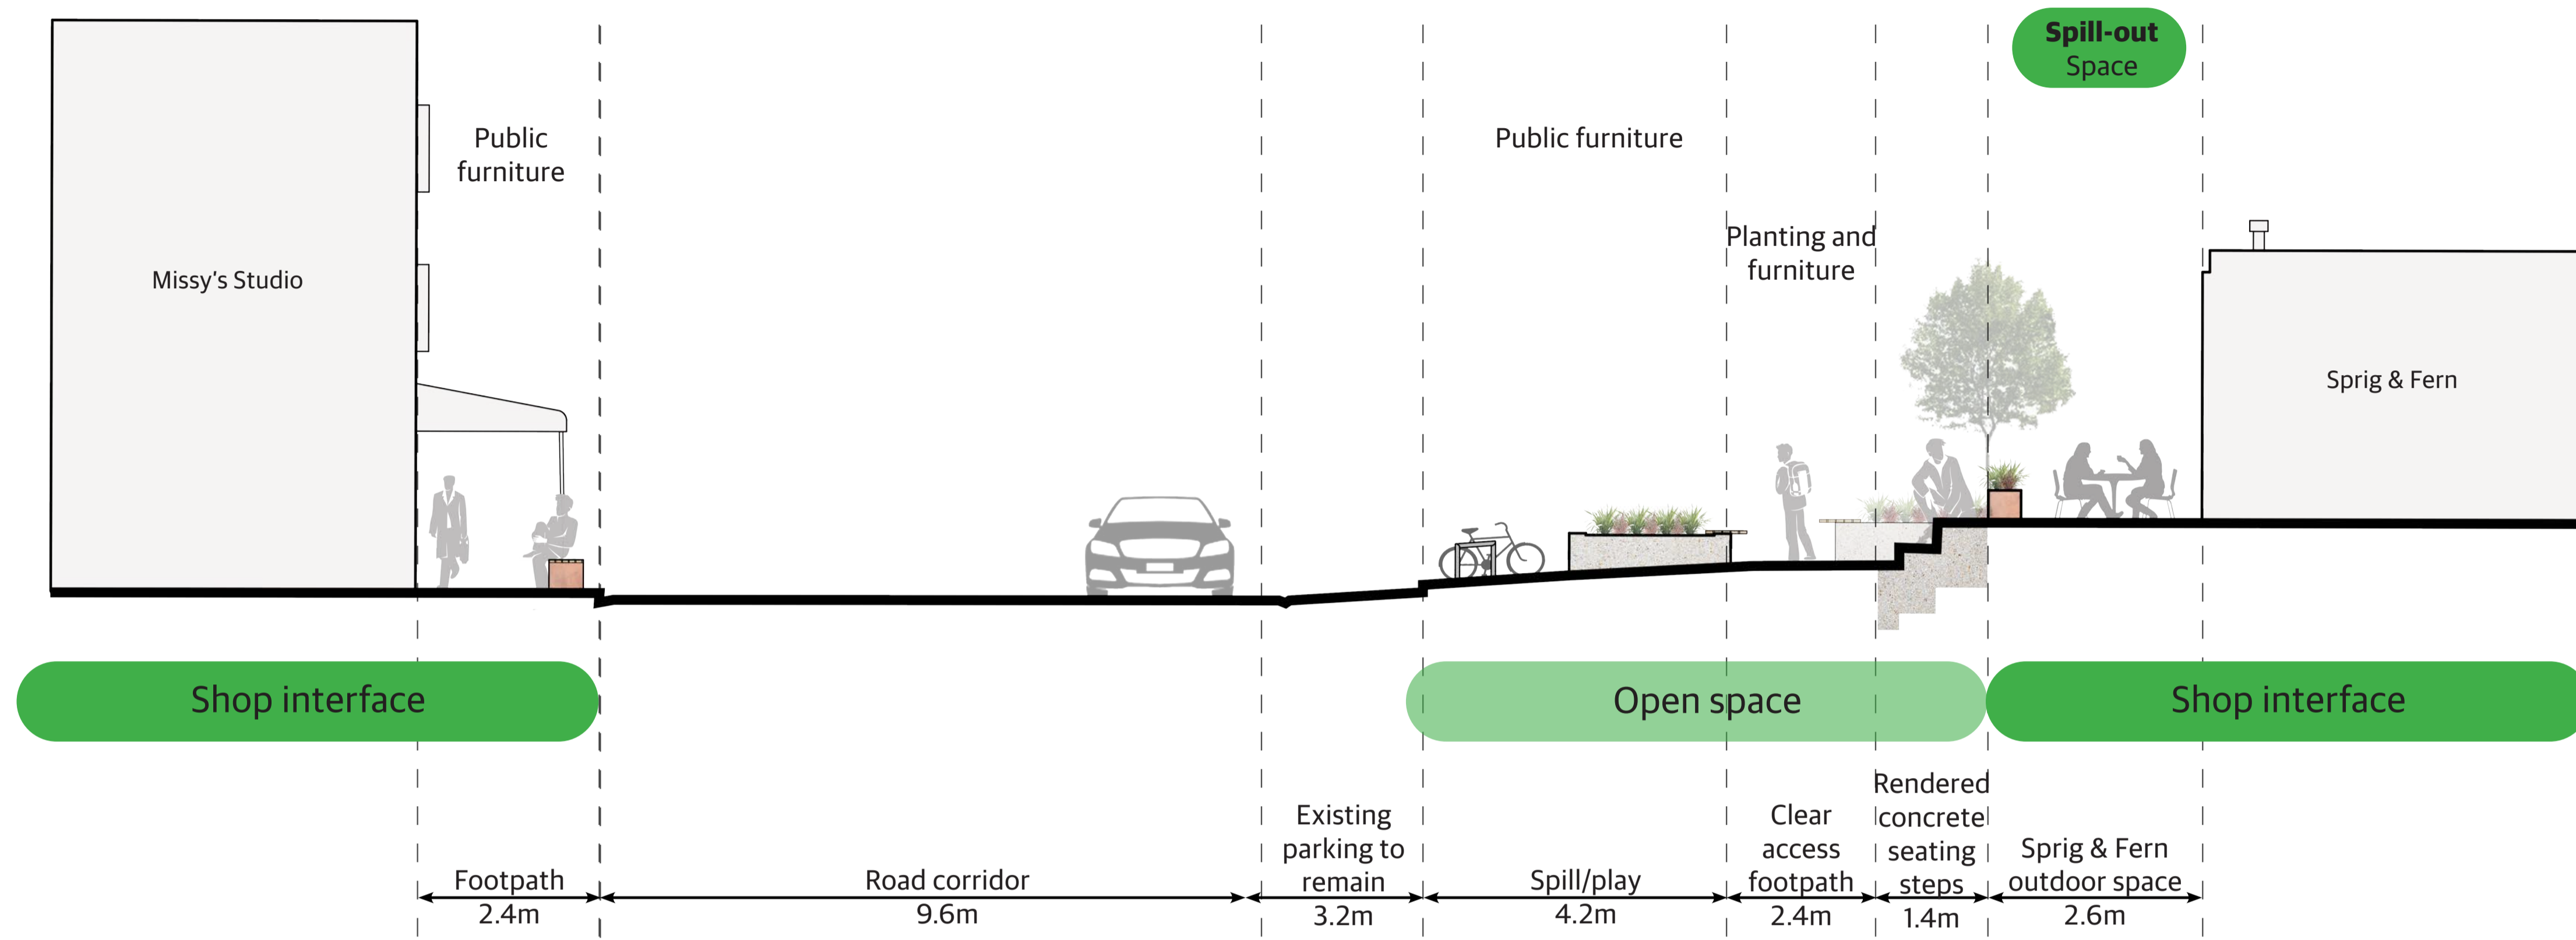 Spill-out
Space
Public
furniture
Public furniture
Planting and
furniture
Missy's Studio
Sprig & Fern
Shop interface
Open space
Shop interface
Footpath
2.4m
Road corridor
9.6m
Existing
parking to
remain
3.2m
Spill/play
4.2m
Clear
access
footpath
2.4m
Rendered
concrete
seating
steps
1.4m
Sprig & Fern
outdoor space
2.6m